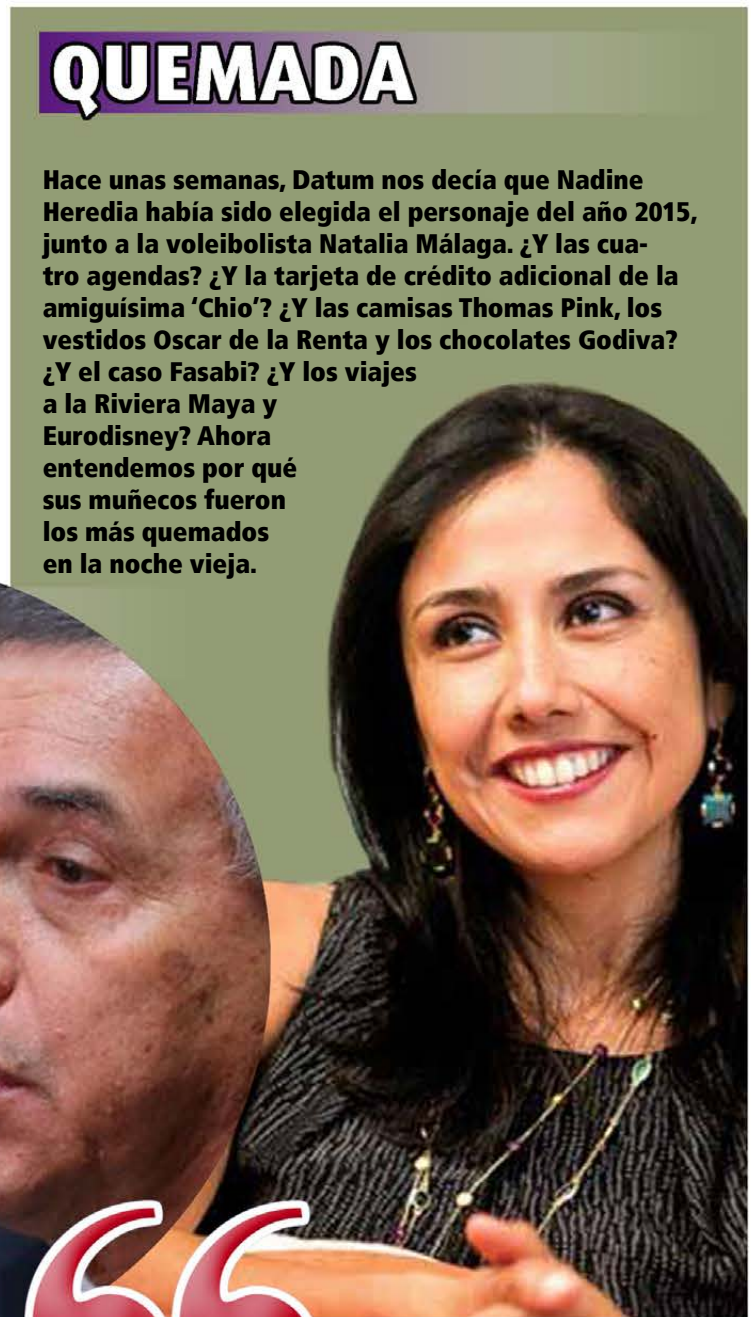 QUEMADA
Hace unas semanas, Datum nos decía que Nadine
Heredia había sido elegida el personaje del año 2015,
junto a la voleibolista Natalia Málaga. ¿Y las cua-
tro agendas? ¿Y la tarjeta de crédito adicional de la
amiguísima ‘Chio’? ¿Y las camisas Thomas Pink, los
vestidos Oscar de la Renta y los chocolates Godiva?
¿Y el caso Fasabi? ¿Y los viajes
a la Riviera Maya y
Eurodisney? Ahora
entendemos por qué
sus muñecos fueron
los más quemados
en la noche vieja.
“